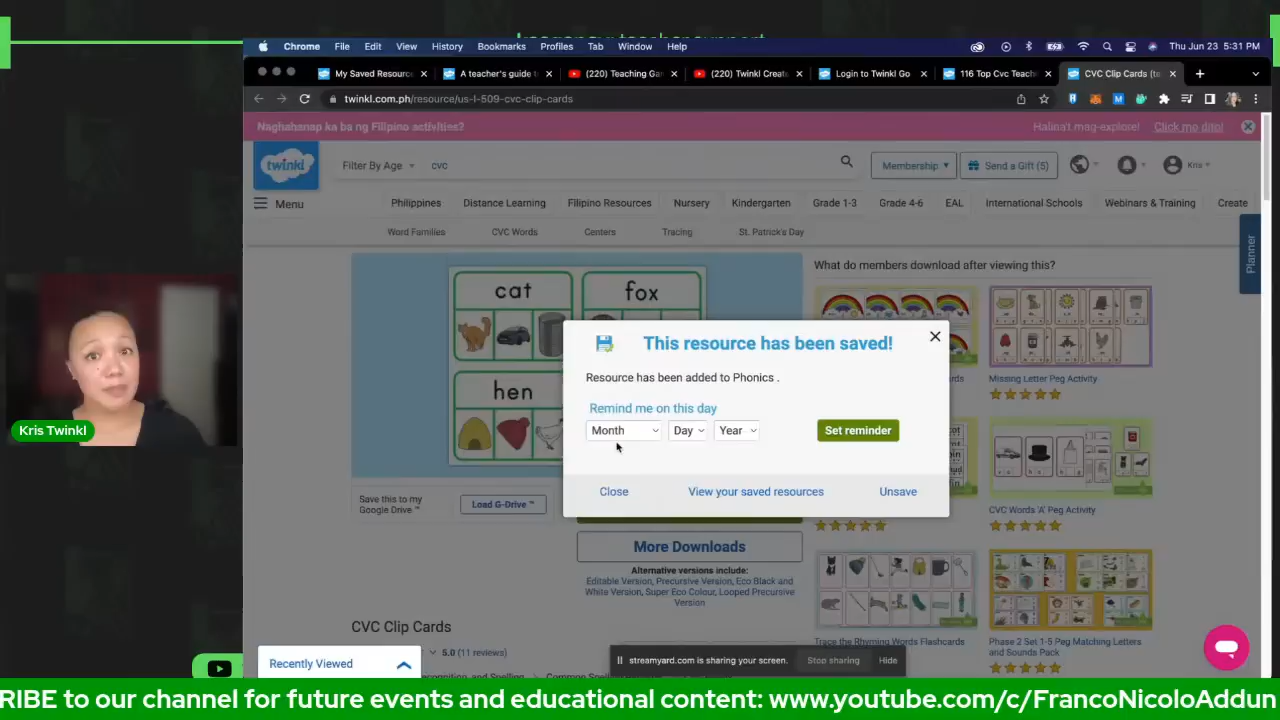 Chrome File Edit View History Bookmarks Profiles Tab Window Help
Thu Jun 23 5:31 PM
My Saved Resourc
A teacher's guide to
(220) Teaching Ga
(220) Twinkl Create
Login to Twinkl Go
116 Top Cvc Teach
CVC Clip Cards (te
twinkl.com.ph/resource/us-l-509-cvc-clip-cards
Naghahanap ka ba ng Filipino activities?
Halina't mag-explore!
Click mo dito!
twinkl
Filter By Age
cvc
Membership
Send a Gift (5)
Kris
Menu
Philippines
Distance Learning
Filipino Resources
Nursery
Kindergarten
Grade 1-3
Grade 4-6
EAL
International Schools
Webinars & Training
Create
Word Families
CVC Words
Centers
Tracing
St. Patrick's Day
Planner
cat
fox
hen
What do members download after viewing this?
ards
Missing Letter Peg Activity
CVC Words 'A' Peg Activity
Trace the Rhyming Words Flashcards
Phase 2 Set 1-5 Peg Matching Letters
and Sounds Pack
This resource has been saved!
Resource has been added to Phonics .
Remind me on this day
Month
Day
Year
Set reminder
Close
View your saved resources
Unsave
Save this to my
Google Drive™
Load G-Drive ™
More Downloads
Alternative versions include:
Editable Version, Precursive Version, Eco Black and
White Version, Super Eco Colour, Looped Precursive
Version
CVC Clip Cards
5.0 (11 reviews)
Recently Viewed
streamyard.com is sharing your screen.
Stop sharing
Hide
Kris Twinkl
RIBE to our channel for future events and educational content: www.youtube.com/c/FrancoNicoloAddun